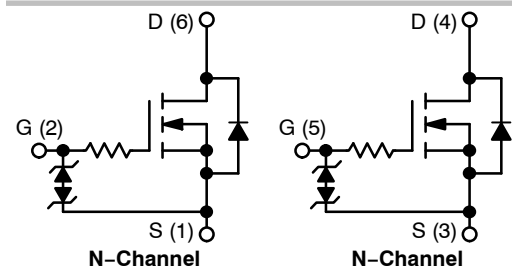 D (6)
D (4)
G (2)
G (5)
S (1)
S (3)
N–Channel
N–Channel